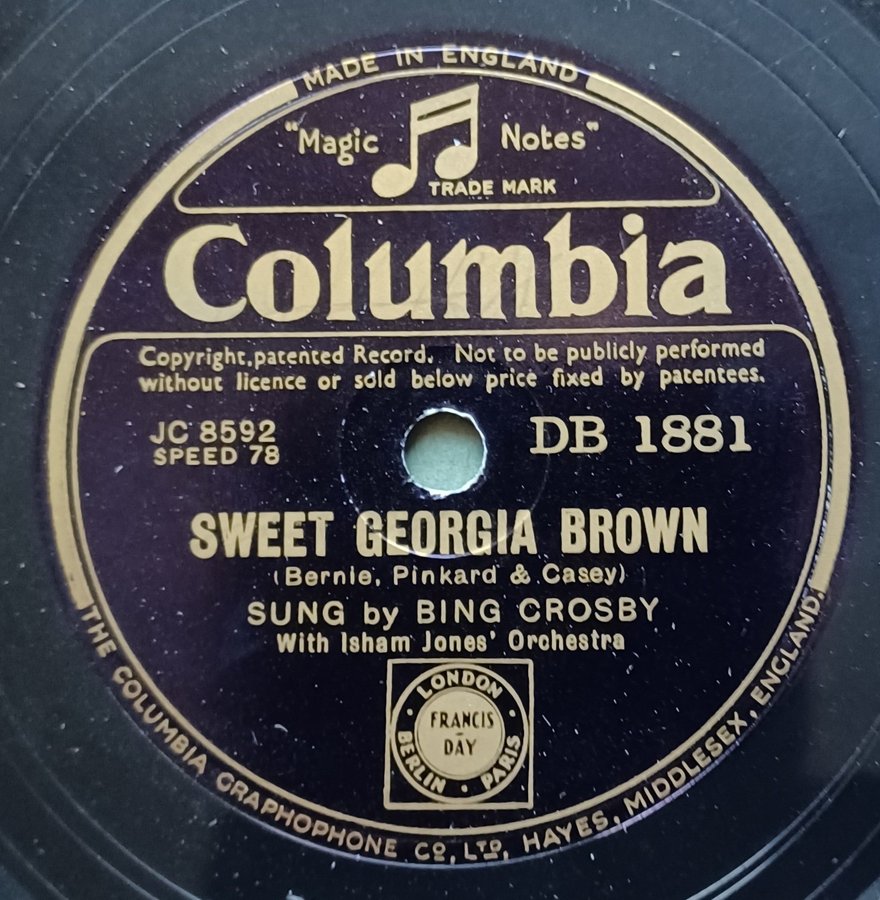 MADE IN ENGLAND
"Magic Notes"
TRADE MARK
Columbia
Copyright, patented Record. Not to be publicly performed
without licence or sold below price fixed by patentees.
JC 8592 DB 1881
SPEED 78
SWEET GEORGIA BROWN
(Bernie, Pinkard & Casey)
SUNG by BING CROSBY
With Isham Jones' Orchestra
LONDON
FRANCIS
DAY
BERLIN · PARIS
THE COLUMBIA GRAPHOPHONE CO, LTD, HAYES, MIDDLESEX, ENGLAND.